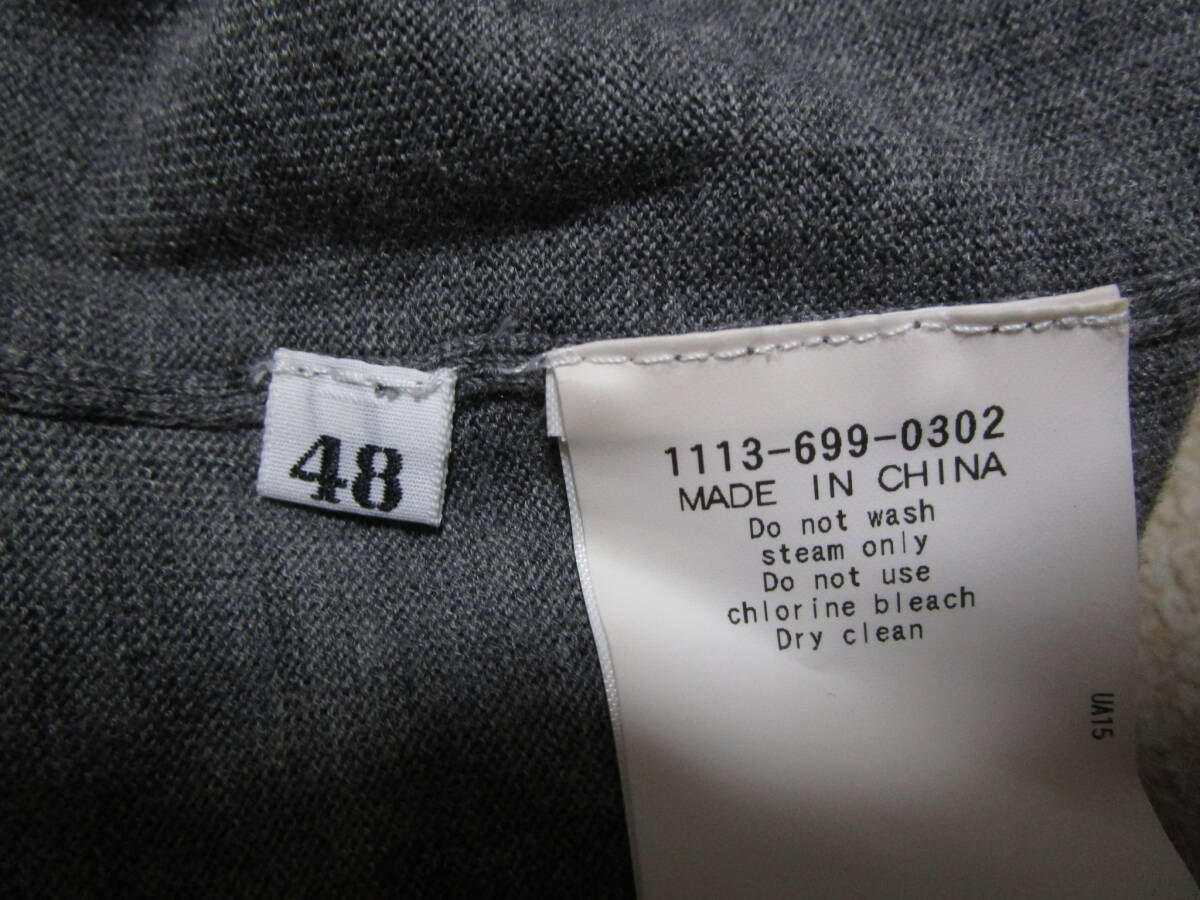 48
1113-699-0302
MADE IN CHINA
Do not wash
steam only
Do not use
chlorine bleach
Dry clean
UA15